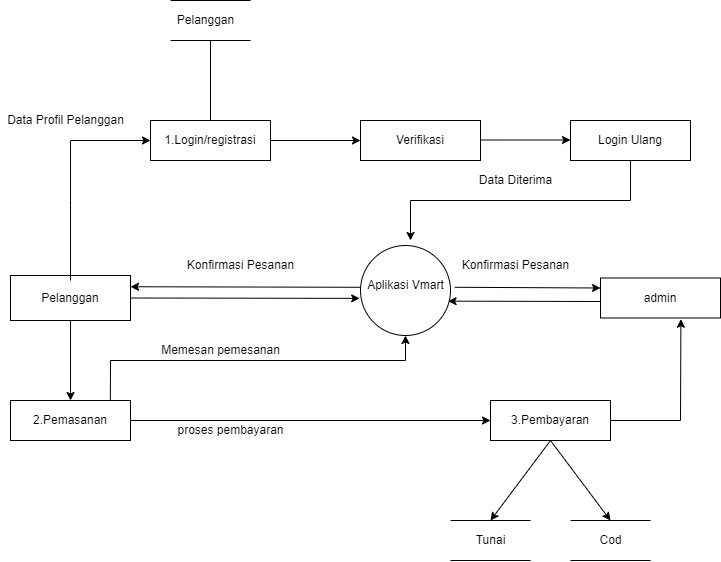 Pelanggan
Data Profil Pelanggan
1.Login/registrasi
Verifikasi
Login Ulang
Data Diterima
Konfirmasi Pesanan
Konfirmasi Pesanan
Pelanggan
Aplikasi Vmart
admin
Memesan pemesanan
2.Pemasanan
proses pembayaran
3.Pembayaran
Tunai
Cod